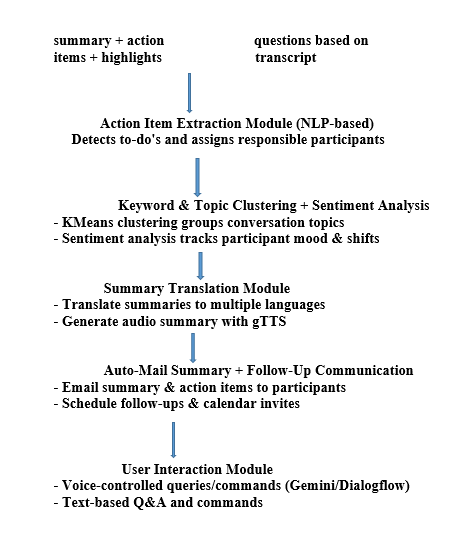 summary + action
items + highlights
questions based on
transcript
Action Item Extraction Module (NLP-based)
Detects to-do's and assigns responsible participants
Keyword & Topic Clustering + Sentiment Analysis
- KMeans clustering groups conversation topics
- Sentiment analysis tracks participant mood & shifts
Summary Translation Module
- Translate summaries to multiple languages
- Generate audio summary with gTTS
Auto-Mail Summary + Follow-Up Communication
- Email summary & action items to participants
- Schedule follow-ups & calendar invites
User Interaction Module
- Voice-controlled queries/commands (Gemini/Dialogflow)
- Text-based Q&A and commands